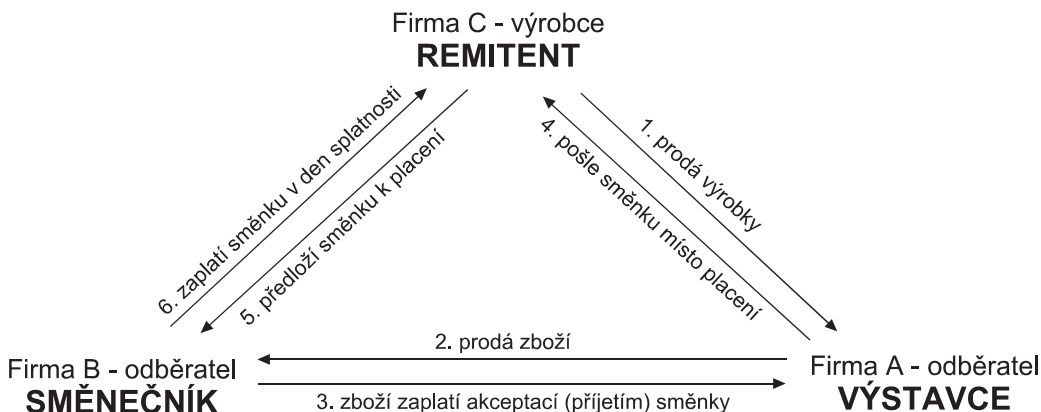 Firma C - výrobce
REMITENT
6. zaplatí směnku v den splatnosti
5. předloží směnku k placení
4. pošle směnku místo placení
1. prodá výrobky
2. prodá zboží
Firma B - odběratel
SMĚNEČNÍK
3. zboží zaplatí akceptací (příjetím) směnky
Firma A - odběratel
VÝSTAVCE